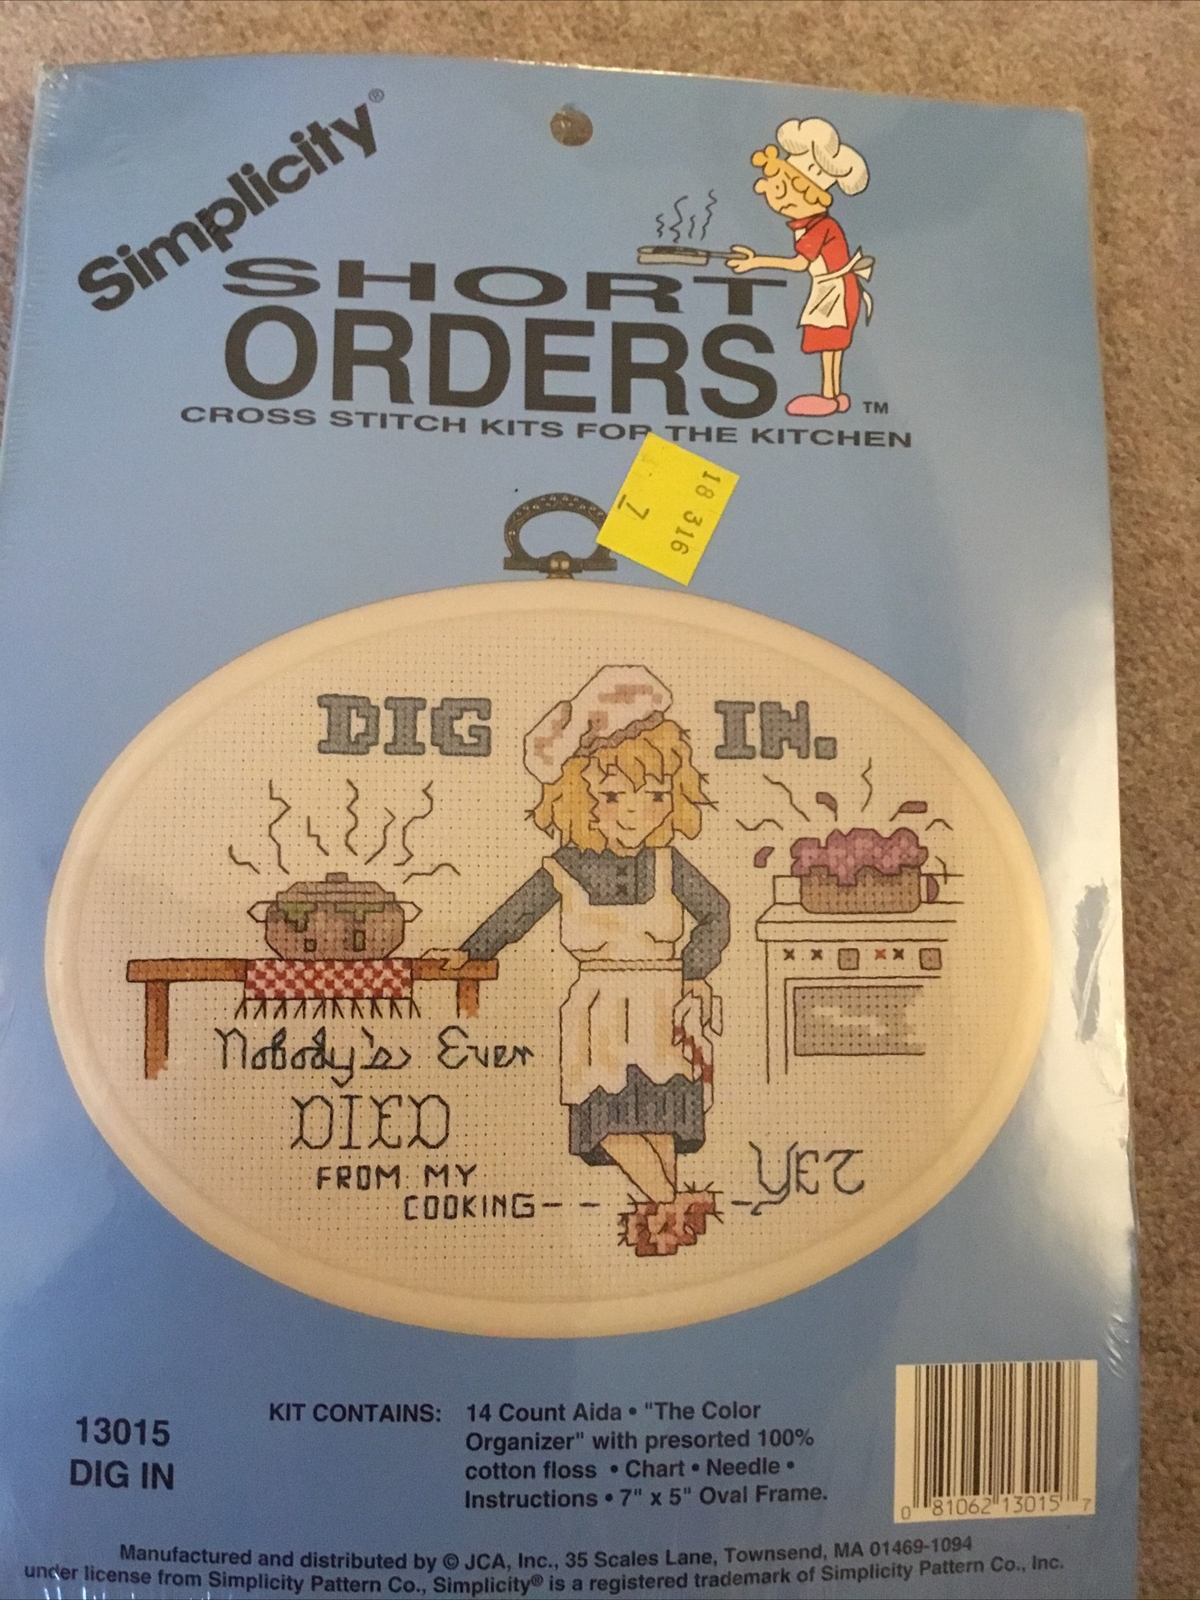 Simplicity®
SHORT
ORDERS™
CROSS STITCH KITS FOR THE KITCHEN
18 316
7
DIG IN.
Nobody's Ever
DIED
FROM MY
COOKING-- -YET
13015
DIG IN
KIT CONTAINS: 14 Count Aida • "The Color
Organizer" with presorted 100%
cotton floss • Chart • Needle •
Instructions • 7" x 5" Oval Frame.
0 81062 13015 7
Manufactured and distributed by © JCA, Inc., 35 Scales Lane, Townsend, MA 01469-1094
under license from Simplicity Pattern Co., Simplicity® is a registered trademark of Simplicity Pattern Co., Inc.